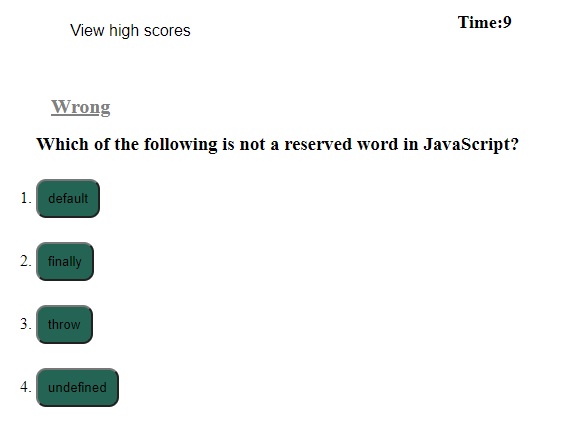 View high scores
Time:9
Wrong
Which of the following is not a reserved word in JavaScript?
1. default
2. finally
3. throw
4. undefined